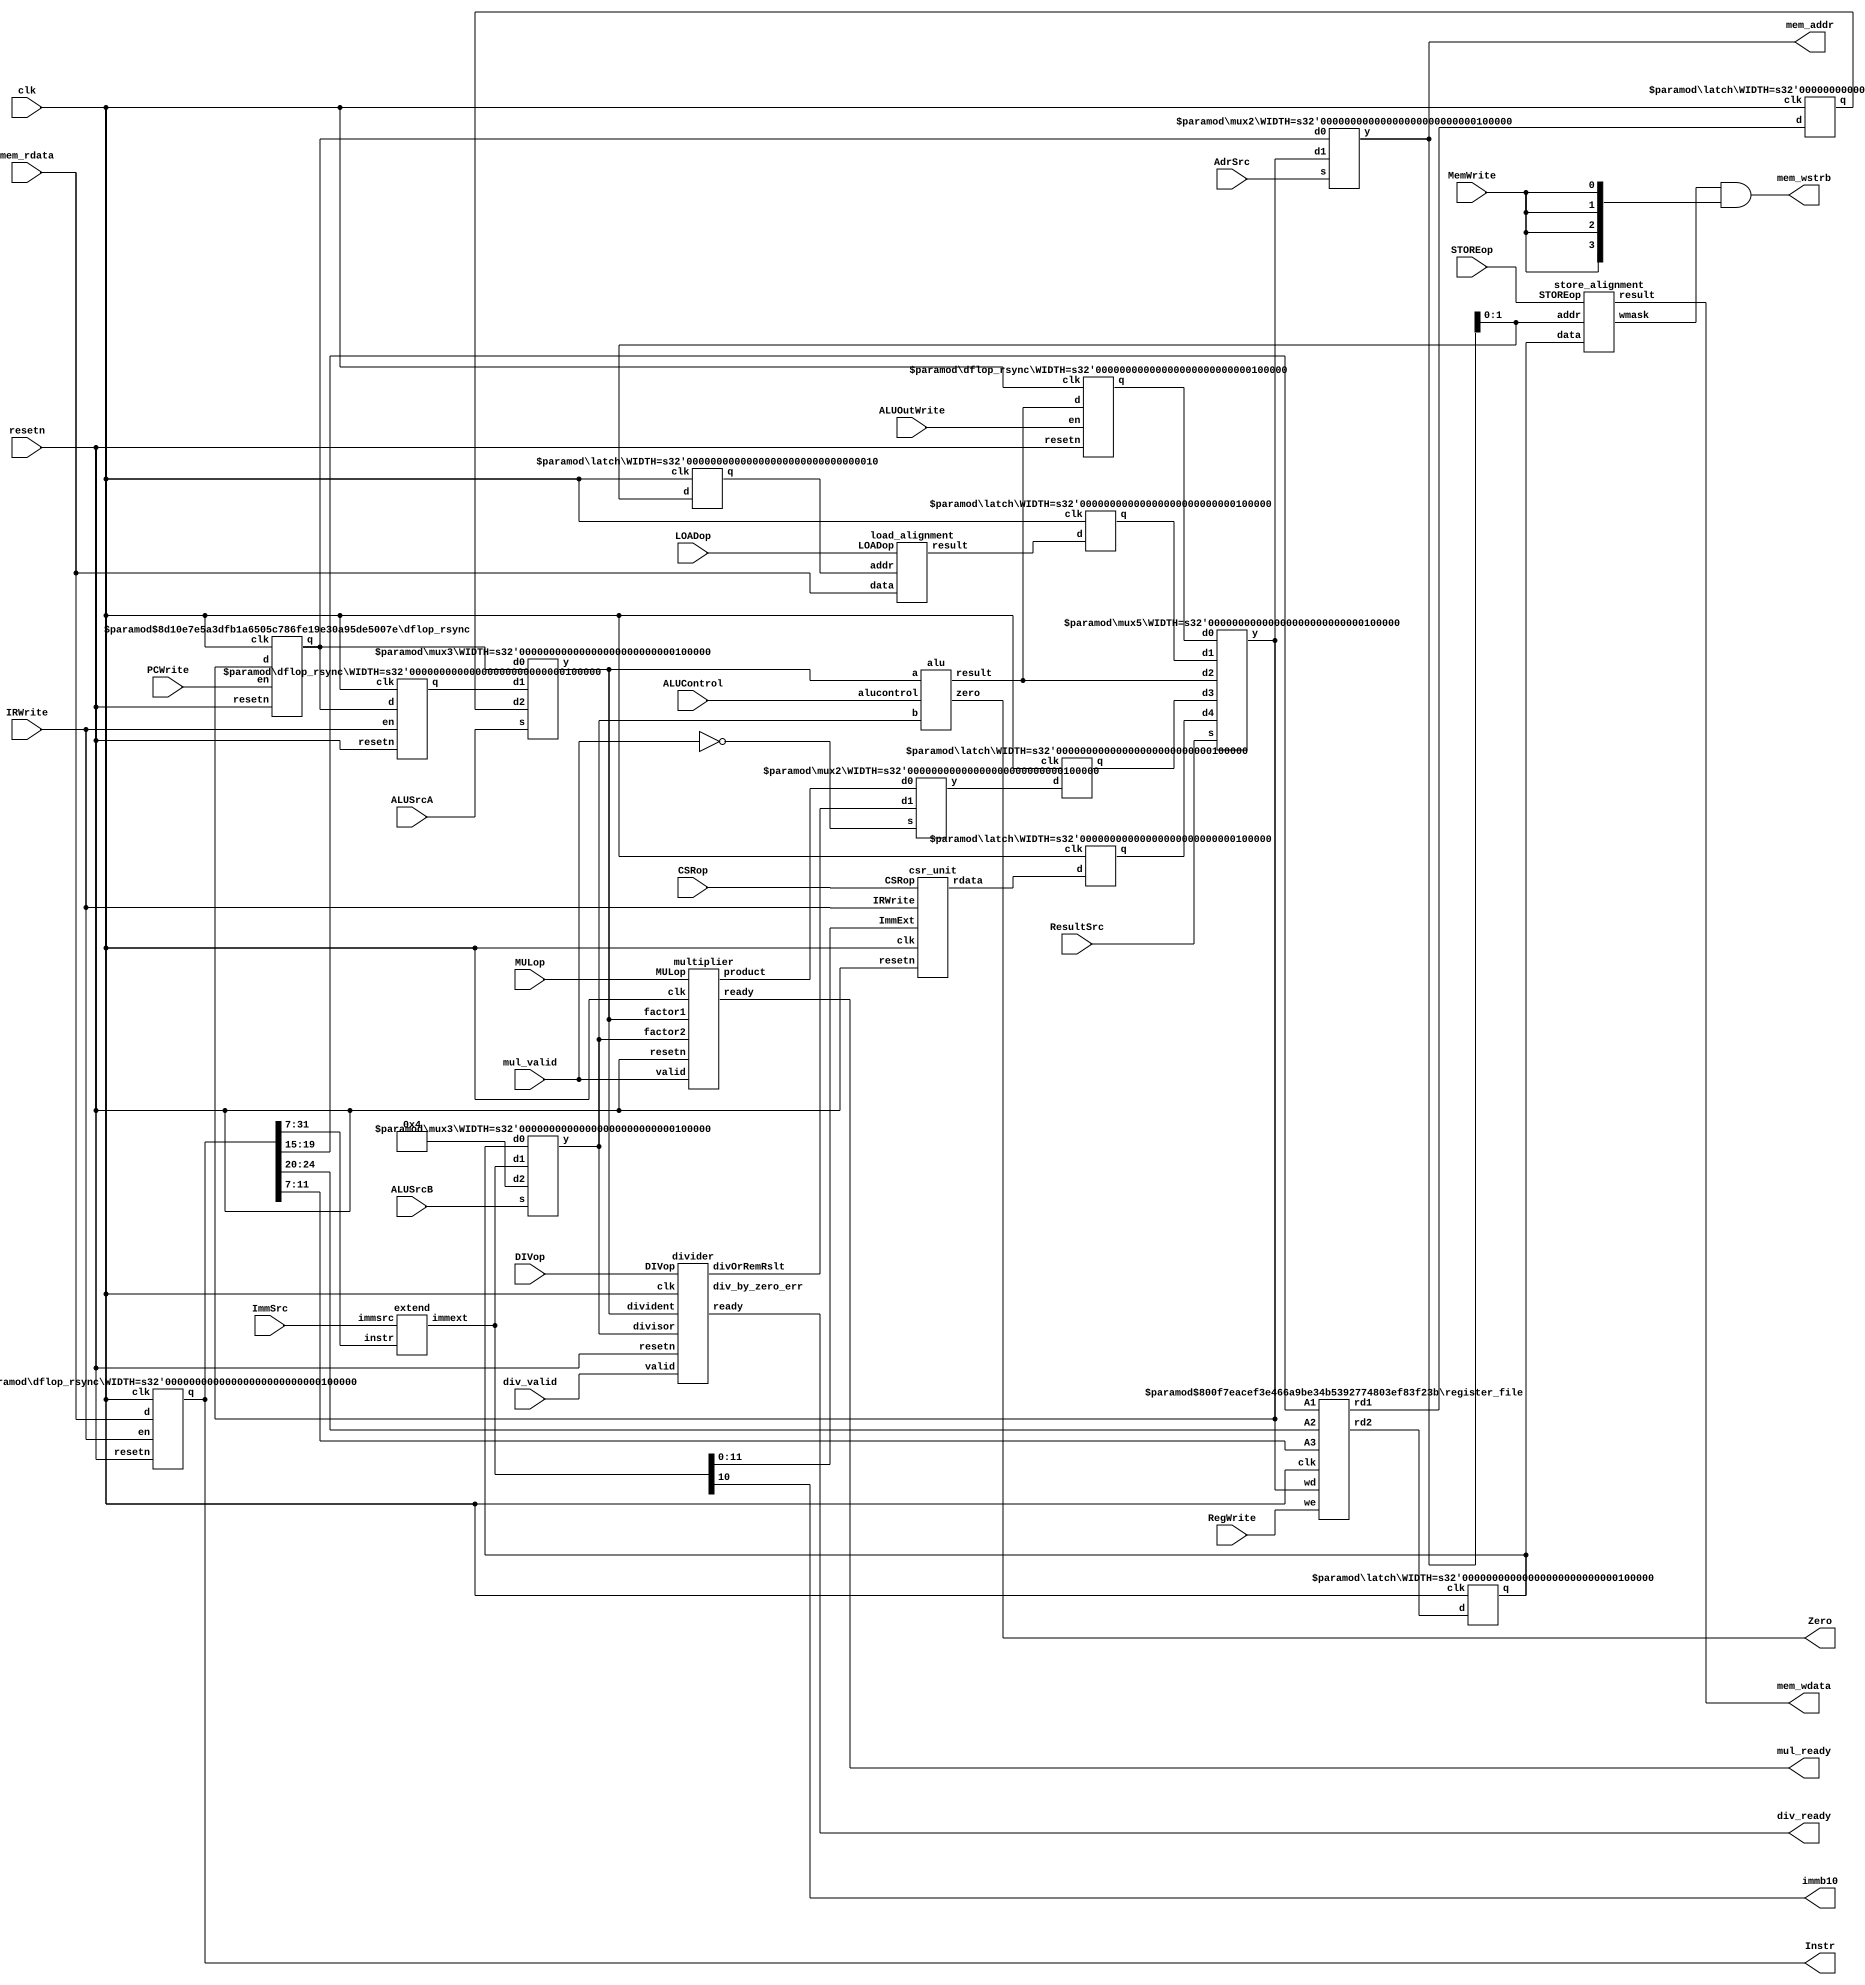 mem_addr
clk
$paramod\latch\WIDTH=s32'00000000000
clk
q
d
$paramod\mux2\WIDTH=s32'00000000000000000000000000100000
d0
y
d1
s
mem_rdata
AdrSrc
MemWrite
0
1
2
3
mem_wstrb
STOREop
store_alignment
STOREop
result
addr
wmask
data
0:1
$paramod\dflop_rsync\WIDTH=s32'00000000000000000000000000100000
clk
q
d
en
resetn
ALUOutWrite
resetn
$paramod\latch\WIDTH=s32'00000000000000000000000000000010
clk
q
d
$paramod\latch\WIDTH=s32'00000000000000000000000000100000
clk
q
d
LOADop
load_alignment
LOADop
result
addr
data
$paramod$8d10e7e5a3dfb1a6505c786fe19e30a95de5007e\dflop_rsync
clk
q
d
en
resetn
PCWrite
$paramod\mux3\WIDTH=s32'00000000000000000000000000100000
d0
y
d1
d2
s
$paramod\dflop_rsync\WIDTH=s32'00000000000000000000000000100000
clk
q
d
en
resetn
IRWrite
$paramod\mux5\WIDTH=s32'00000000000000000000000000100000
d0
y
d1
d2
d3
d4
s
alu
a
result
alucontrol
zero
b
ALUControl
mul_valid
ALUSrcA
$paramod\latch\WIDTH=s32'00000000000000000000000000100000
clk
q
d
$paramod\mux2\WIDTH=s32'00000000000000000000000000100000
d0
y
d1
s
$paramod\latch\WIDTH=s32'00000000000000000000000000100000
clk
q
d
CSRop
csr_unit
CSRop
rdata
IRWrite
ImmExt
clk
resetn
ResultSrc
MULop
multiplier
MULop
product
clk
ready
factor1
factor2
resetn
valid
mul_valid
7:31
15:19
20:24
7:11
$paramod\mux3\WIDTH=s32'00000000000000000000000000100000
0x4
d0
y
d1
d2
s
ALUSrcB
DIVop
divider
DIVop
divOrRemRslt
clk
div_by_zero_err
divident
ready
divisor
resetn
valid
div_valid
ImmSrc
extend
immsrc
immext
instr
aramod\dflop_rsync\WIDTH=s32'00000000000000000000000000100000
clk
q
d
en
resetn
$paramod$800f7eacef3e466a9be34b5392774803ef83f23b\register_file
A1
rd1
A2
rd2
A3
clk
wd
we
RegWrite
0:11
10
$paramod\latch\WIDTH=s32'00000000000000000000000000100000
clk
q
d
Zero
mem_wdata
mul_ready
div_ready
immb10
Instr